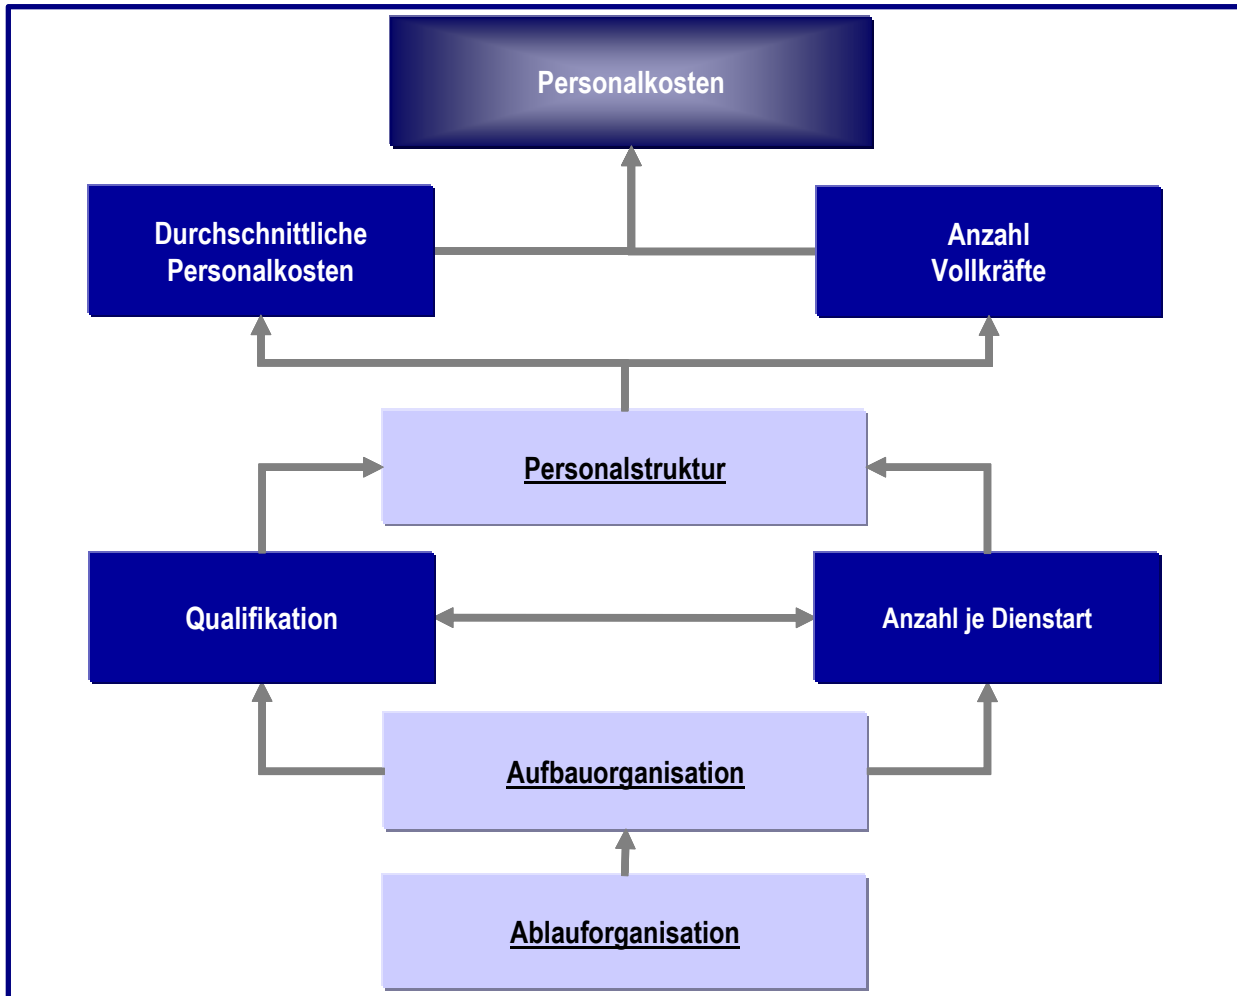 Personalkosten
Durchschnittliche
Personalkosten
Anzahl
Vollkräfte
Personalstruktur
Qualifikation
Anzahl je Dienstart
Aufbauorganisation
Ablauforganisation